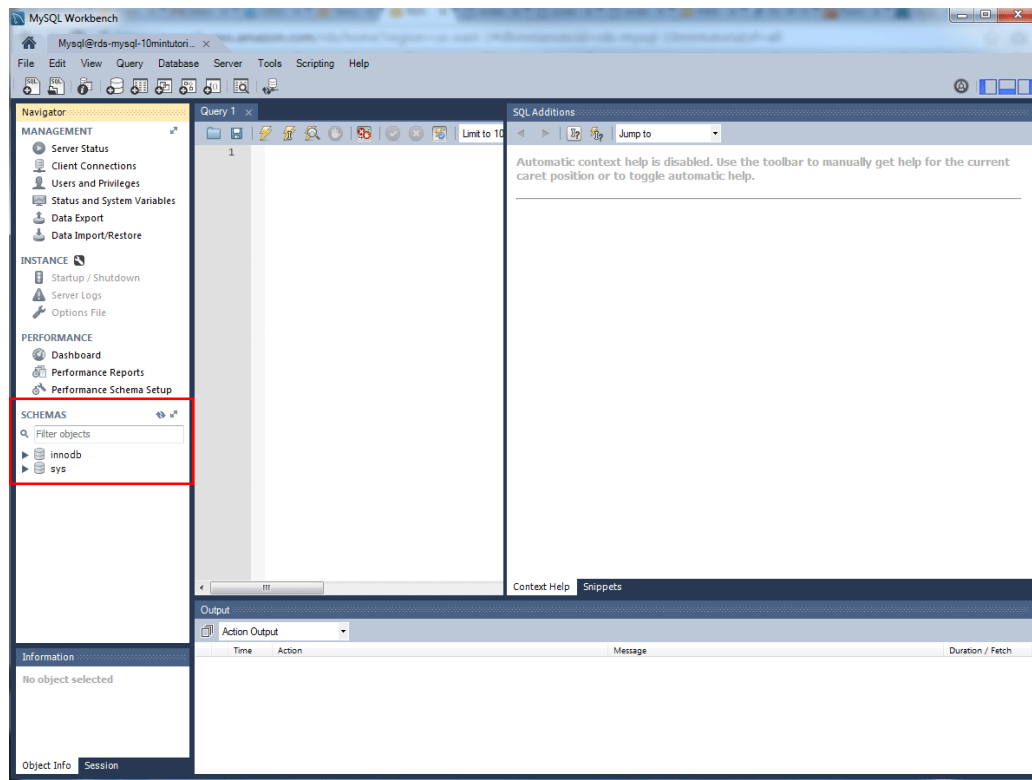 MySQL Workbench
Mysql@rds-mysql-10mintutori... ×
File Edit View Query Database Server Tools Scripting Help
Navigator
MANAGEMENT
Server Status
Client Connections
Users and Privileges
Status and System Variables
Data Export
Data Import/Restore
INSTANCE
Startup / Shutdown
Server Logs
Options File
PERFORMANCE
Dashboard
Performance Reports
Performance Schema Setup
SCHEMAS
Filter objects
innodb
sys
Information
No object selected
Object Info Session
Query 1 ×
Limit to 10
1
SQL Additions
Jump to
Automatic context help is disabled. Use the toolbar to manually get help for the current
caret position or to toggle automatic help.
Context Help Snippets
Output
Action Output
Time Action Message Duration / Fetch